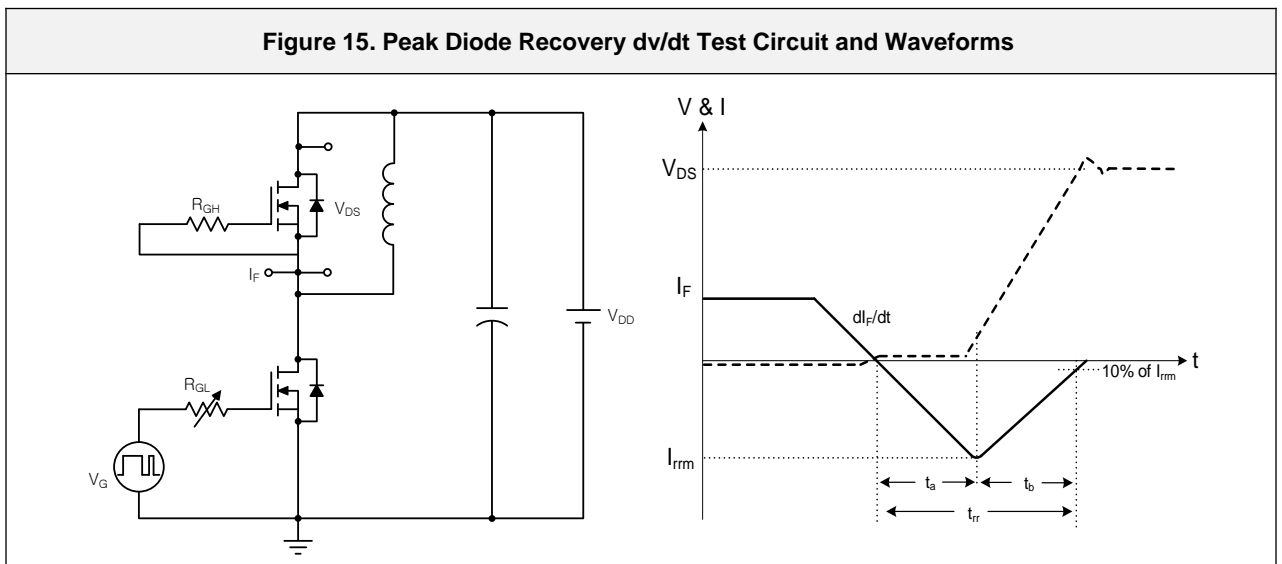 Figure 15. Peak Diode Recovery dv/dt Test Circuit and Waveforms
R_GH
V_DS
I_F
V_DD
R_GL
V_G
V & I
V_DS
I_F
dI_F/dt
t
10% of I_rrm
I_rrm
t_a
t_b
t_rr